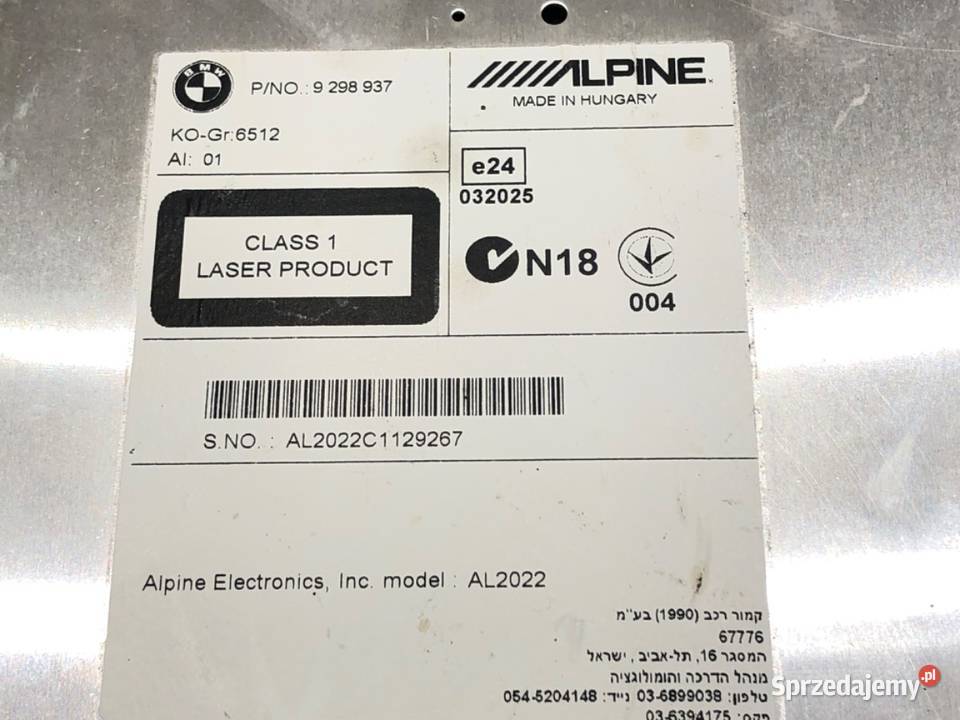 BMW
P/NO.: 9 298 937
KO-Gr:6512
AI: 01
ALPINE
MADE IN HUNGARY
e24
032025
N18
004
CLASS 1
LASER PRODUCT
S.NO. : AL2022C1129267
Alpine Electronics, Inc. model : AL2022
קמור רכב (1990) בע"מ
67776
המסגר 16, תל-אביב, ישראל
מנהל הדרכה והומולוגציה
טלפון: 03-6899038 נייד: 054-5204148
פקס: 03-6394175
Sprzedajemy.pl